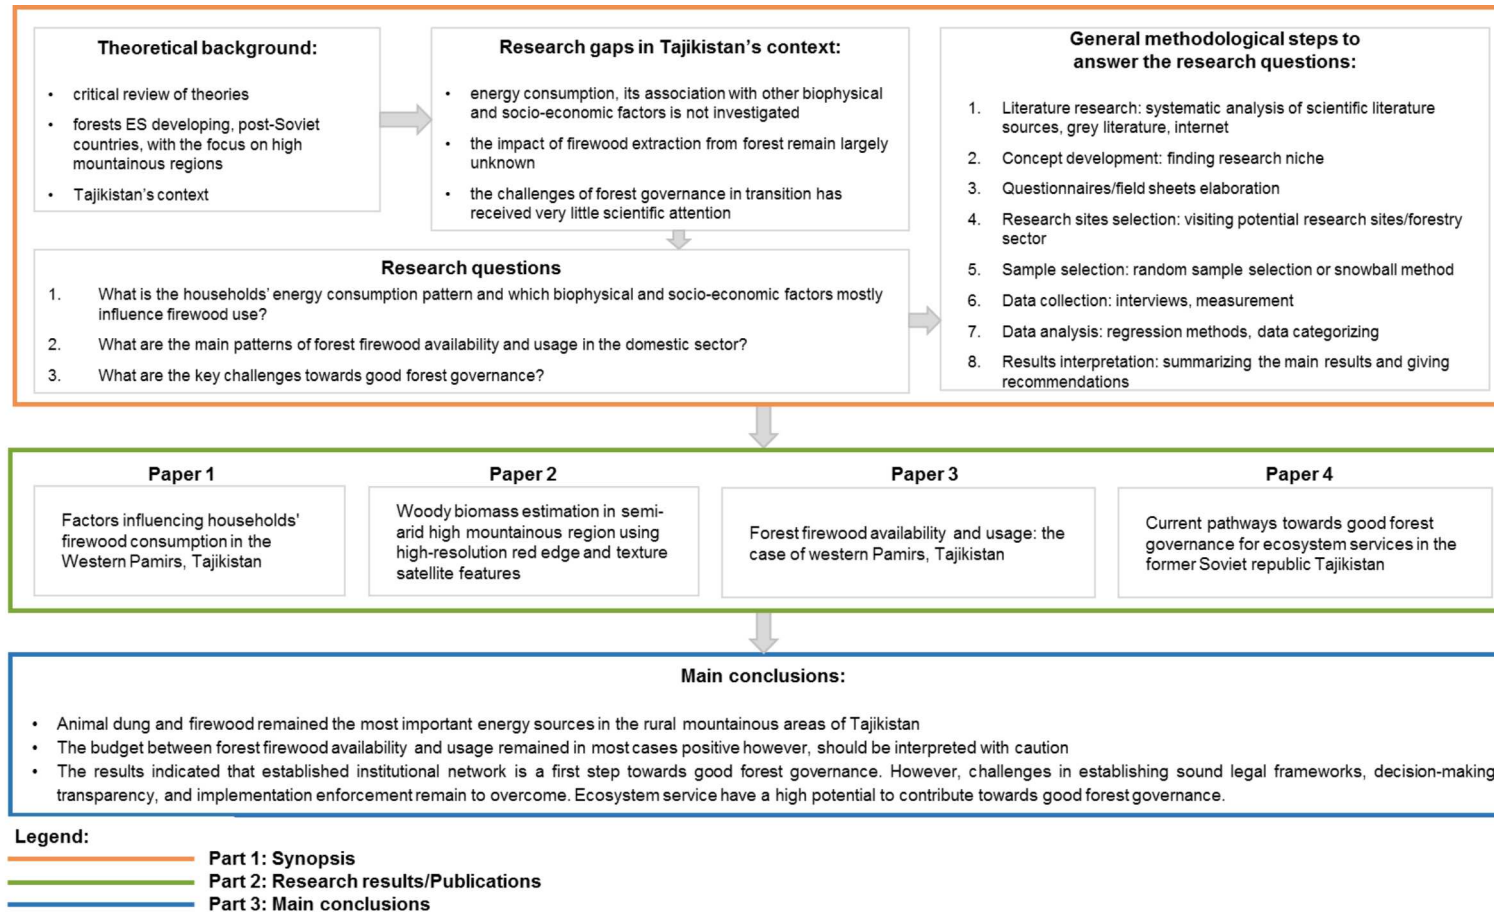 Theoretical background:
• critical review of theories
• forests ES developing, post-Soviet
countries, with the focus on high
mountainous regions
• Tajikistan's context
Research gaps in Tajikistan's context:
• energy consumption, its association with other biophysical
and socio-economic factors is not investigated
• the impact of firewood extraction from forest remain largely
unknown
• the challenges of forest governance in transition has
received very little scientific attention
Research questions
1. What is the households' energy consumption pattern and which biophysical and socio-economic factors mostly
influence firewood use?
2. What are the main patterns of forest firewood availability and usage in the domestic sector?
3. What are the key challenges towards good forest governance?
General methodological steps to
answer the research questions:
1. Literature research: systematic analysis of scientific literature
sources, grey literature, internet
2. Concept development: finding research niche
3. Questionnaires/field sheets elaboration
4. Research sites selection: visiting potential research sites/forestry
sector
5. Sample selection: random sample selection or snowball method
6. Data collection: interviews, measurement
7. Data analysis: regression methods, data categorizing
8. Results interpretation: summarizing the main results and giving
recommendations
Paper 1
Factors influencing households'
firewood consumption in the
Western Pamirs, Tajikistan
Paper 2
Woody biomass estimation in semi-
arid high mountainous region using
high-resolution red edge and texture
satellite features
Paper 3
Forest firewood availability and usage: the
case of western Pamirs, Tajikistan
Paper 4
Current pathways towards good forest
governance for ecosystem services in the
former Soviet republic Tajikistan
Main conclusions:
• Animal dung and firewood remained the most important energy sources in the rural mountainous areas of Tajikistan
• The budget between forest firewood availability and usage remained in most cases positive however, should be interpreted with caution
• The results indicated that established institutional network is a first step towards good forest governance. However, challenges in establishing sound legal frameworks, decision-making
transparency, and implementation enforcement remain to overcome. Ecosystem service have a high potential to contribute towards good forest governance.
Legend:
Part 1: Synopsis
Part 2: Research results/Publications
Part 3: Main conclusions